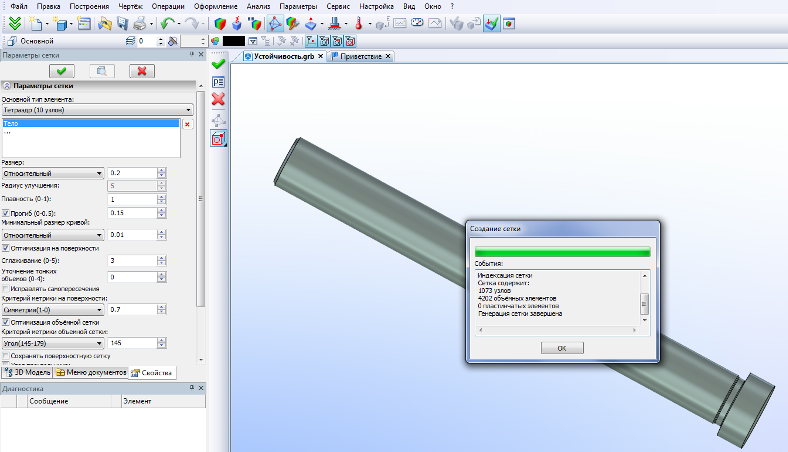 Файл Правка Построения Чертёж Операции Оформление Анализ Параметры Сервис Настройка Вид Окно ?
Основной 0
Параметры сетки
Устойчивость.grb Приветствие
Параметры сетки
Основной тип элемента:
Тетраэдр (10 узлов)
Тело
...
Размер:
Относительный 0.2
Радиус улучшения: 5
Плавность (0-1): 1
Прогиб (0-0.5): 0.15
Минимальный размер кривой:
Относительный 0.01
Оптимизация на поверхности
Сглаживание (0-5): 3
Уточнение тонких
объемов (0-4): 0
Исправлять самопересечения
Критерий метрики на поверхности:
Симметрия(1-0) 0.7
Оптимизация объёмной сетки
Критерий метрики объемной сетки:
Угол(145-179) 145
Сохранять поверхностную сетку
3D Модель Меню документов Свойства
Диагностика
Сообщение Элемент
Создание сетки
События:
Индексация сетки
Сетка содержит:
1073 узлов
4202 объёмных элементов
0 пластинчатых элементов
Генерация сетки завершена
OK